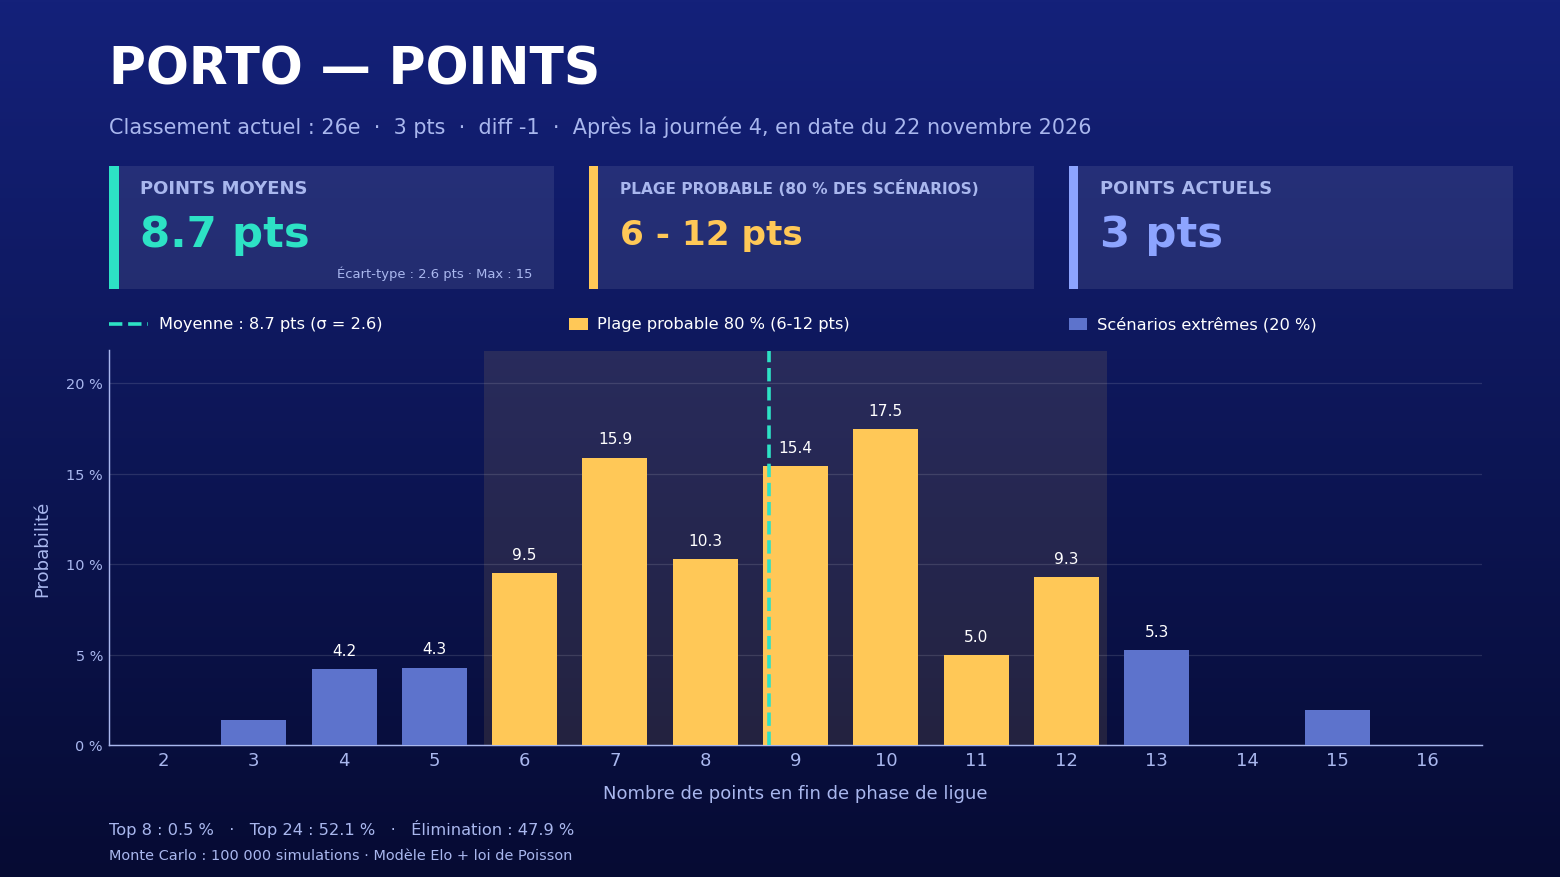 PORTO — POINTS
Classement actuel : 26e · 3 pts · diff -1 · Après la journée 4, en date du 22 novembre 2026
POINTS MOYENS
8.7 pts
Écart-type : 2.6 pts · Max : 15
PLAGE PROBABLE (80 % DES SCÉNARIOS)
6 - 12 pts
POINTS ACTUELS
3 pts
Moyenne : 8.7 pts (σ = 2.6)
Plage probable 80 % (6-12 pts)
Scénarios extrêmes (20 %)
Probabilité
20 %
15 %
10 %
5 %
0 %
4.2
4.3
9.5
15.9
10.3
15.4
17.5
5.0
9.3
5.3
2 3 4 5 6 7 8 9 10 11 12 13 14 15 16
Nombre de points en fin de phase de ligue
Top 8 : 0.5 % · Top 24 : 52.1 % · Élimination : 47.9 %
Monte Carlo : 100 000 simulations · Modèle Elo + loi de Poisson